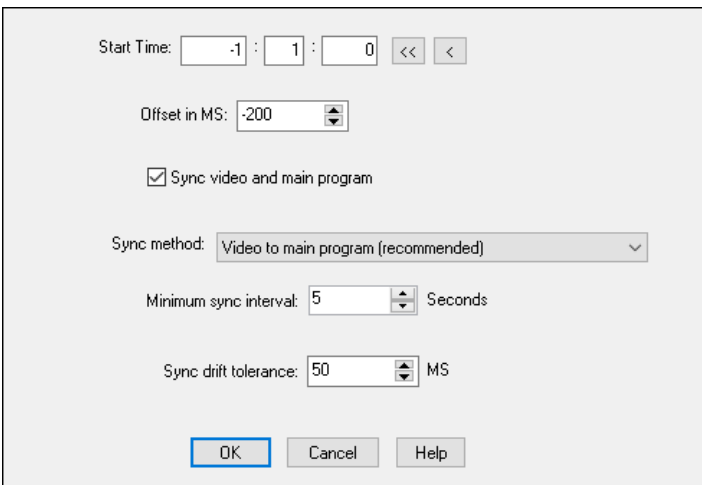 Start Time: -1 : 1 : 0 << <
Offset in MS: -200
Sync video and main program
Sync method: Video to main program (recommended)
Minimum sync interval: 5 Seconds
Sync drift tolerance: 50 MS
OK Cancel Help